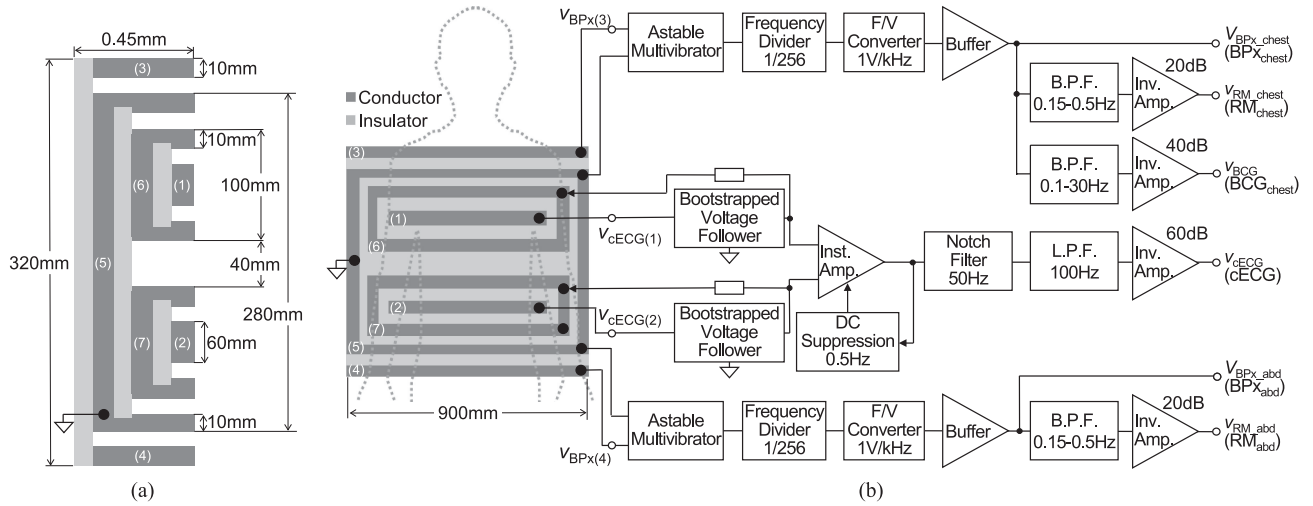 0.45mm
(3)
10mm
10mm
(6)
(1)
100mm
320mm
(5)
40mm
280mm
(7)
(2)
60mm
10mm
(4)
(a)
Conductor
Insulator
(3)
(1)
(6)
(2)
(7)
(5)
(4)
900mm
vBPx(3)
Astable
Multivibrator
Frequency
Divider
1/256
F/V
Converter
1V/kHz
Buffer
VBPx_chest
(BPxchest)
B.P.F.
0.15-0.5Hz
20dB
Inv.
Amp.
vRM_chest
(RMchest)
B.P.F.
0.1-30Hz
40dB
Inv.
Amp.
vBCG
(BCGchest)
vcECG(1)
Bootstrapped
Voltage
Follower
vcECG(2)
Bootstrapped
Voltage
Follower
Inst.
Amp.
DC
Suppression
0.5Hz
Notch
Filter
50Hz
L.P.F.
100Hz
60dB
Inv.
Amp.
vcECG
(cECG)
vBPx(4)
Astable
Multivibrator
Frequency
Divider
1/256
F/V
Converter
1V/kHz
Buffer
VBPx_abd
(BPxabd)
B.P.F.
0.15-0.5Hz
20dB
Inv.
Amp.
vRM_abd
(RMabd)
(b)